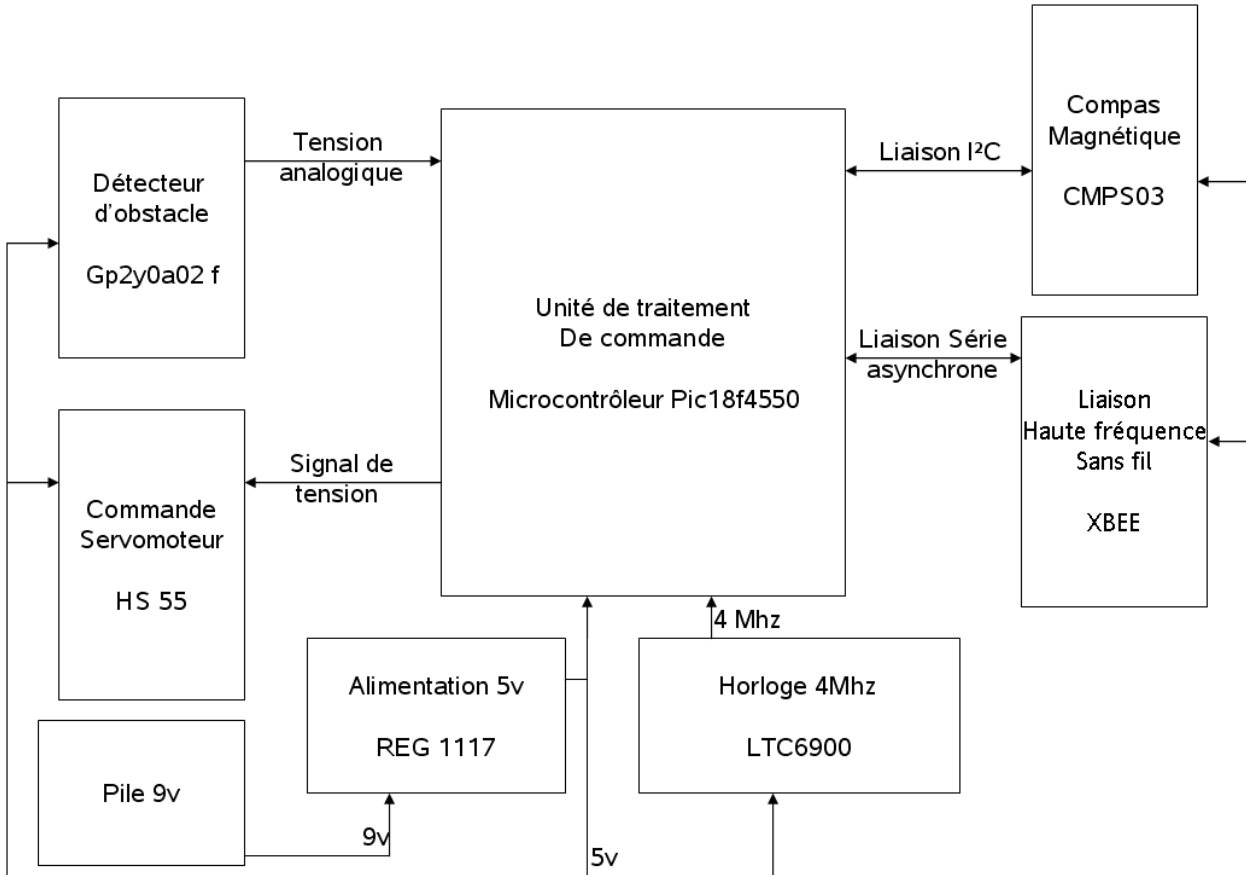 Compas
Magnétique
CMPS03
Tension
analogique
Liaison I²C
Détecteur
d'obstacle
Gp2y0a02 f
Unité de traitement
De commande
Microcontrôleur Pic18f4550
Liaison Série
asynchrone
Liaison
Haute fréquence
Sans fil
XBEE
Signal de
tension
Commande
Servomoteur
HS 55
4 Mhz
Alimentation 5v
REG 1117
Horloge 4Mhz
LTC6900
Pile 9v
9v
5v